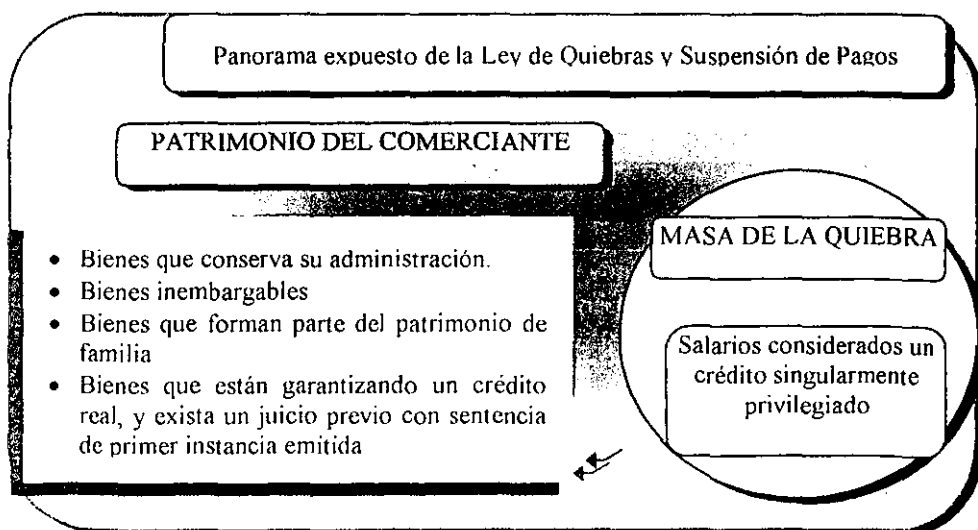 Panorama expuesto de la Ley de Quiebras y Suspensión de Pagos
PATRIMONIO DEL COMERCIANTE
• Bienes que conserva su administración.
• Bienes inembargables
• Bienes que forman parte del patrimonio de
familia
• Bienes que están garantizando un crédito
real, y exista un juicio previo con sentencia
de primer instancia emitida
MASA DE LA QUIEBRA
Salarios considerados un
crédito singularmente
privilegiado